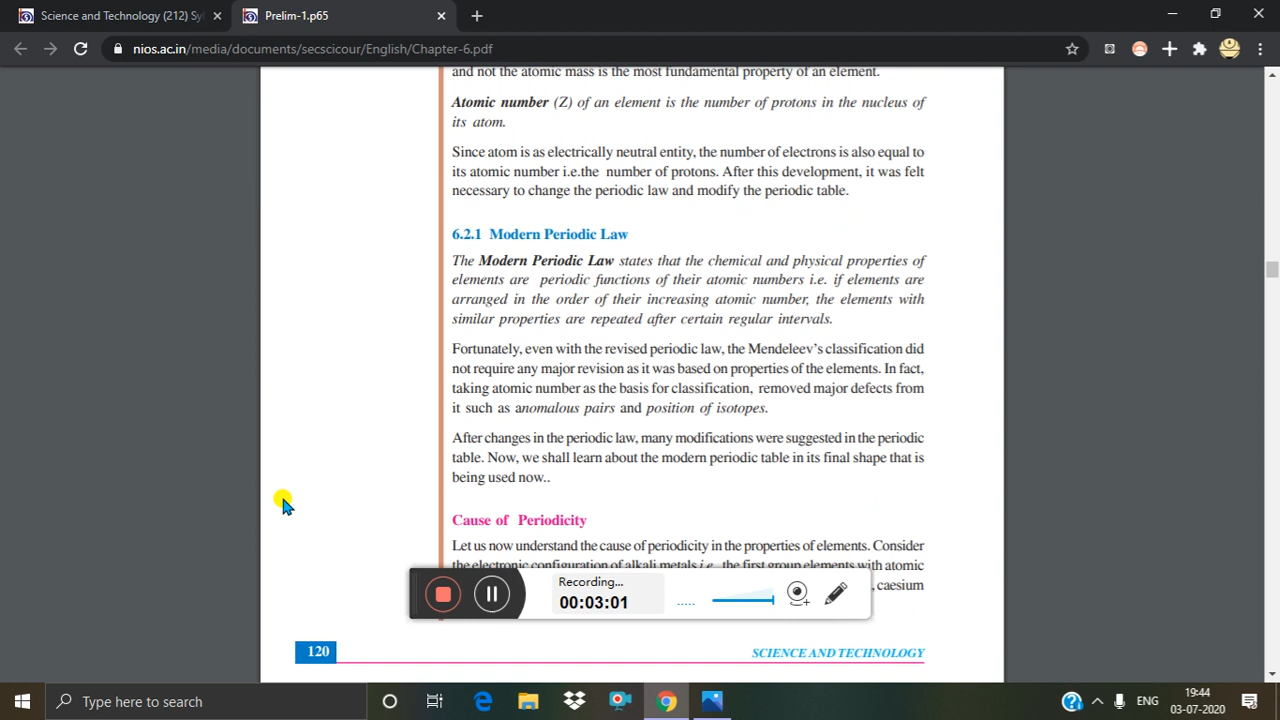 Science and Technology (212) Syl
Prelim-1.p65
nios.ac.in/media/documents/secscicour/English/Chapter-6.pdf
and not the atomic mass is the most fundamental property of an element.
Atomic number (Z) of an element is the number of protons in the nucleus of
its atom.
Since atom is as electrically neutral entity, the number of electrons is also equal to
its atomic number i.e.the number of protons. After this development, it was felt
necessary to change the periodic law and modify the periodic table.
6.2.1 Modern Periodic Law
The Modern Periodic Law states that the chemical and physical properties of
elements are periodic functions of their atomic numbers i.e. if elements are
arranged in the order of their increasing atomic number, the elements with
similar properties are repeated after certain regular intervals.
Fortunately, even with the revised periodic law, the Mendeleev's classification did
not require any major revision as it was based on properties of the elements. In fact,
taking atomic number as the basis for classification, removed major defects from
it such as anomalous pairs and position of isotopes.
After changes in the periodic law, many modifications were suggested in the periodic
table. Now, we shall learn about the modern periodic table in its final shape that is
being used now..
Cause of Periodicity
Let us now understand the cause of periodicity in the properties of elements. Consider
the electronic configuration of alkali metals i.e., the first group elements with atomic
, caesium
Recording...
00:03:01
120
SCIENCE AND TECHNOLOGY
Type here to search
ENG
19:44
03-07-2020